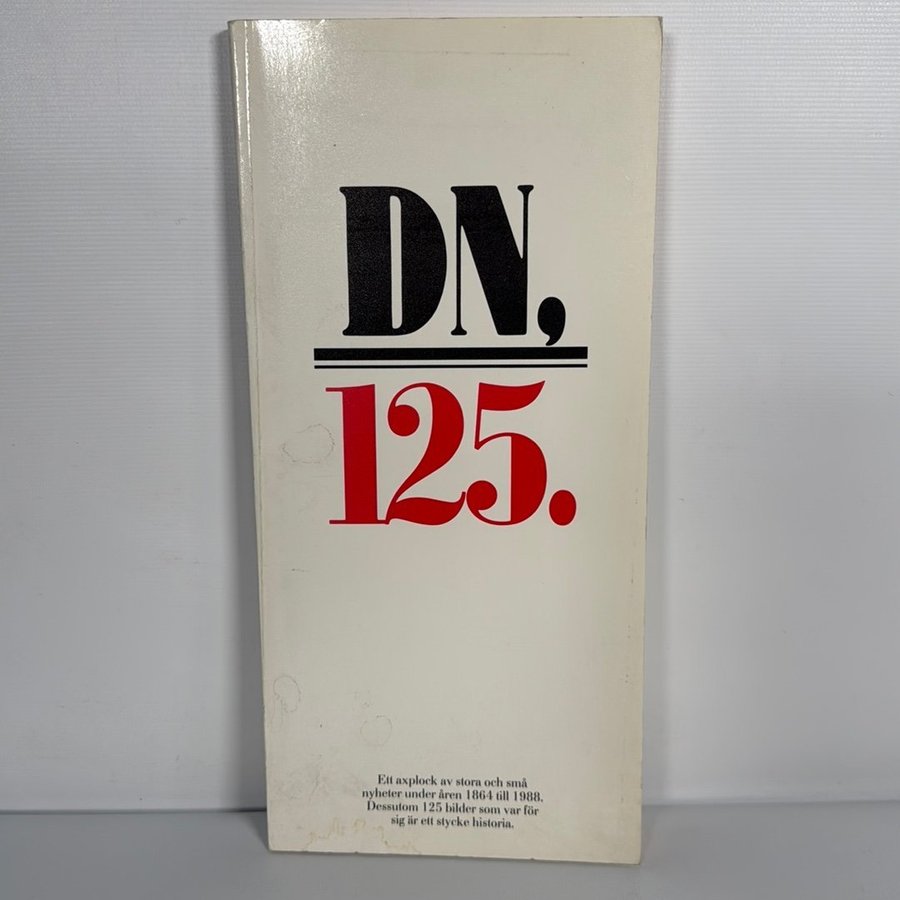 DN,
125.
Ett axplock av stora och små
nyheter under åren 1864 till 1988.
Dessutom 125 bilder som var för
sig är ett stycke historia.